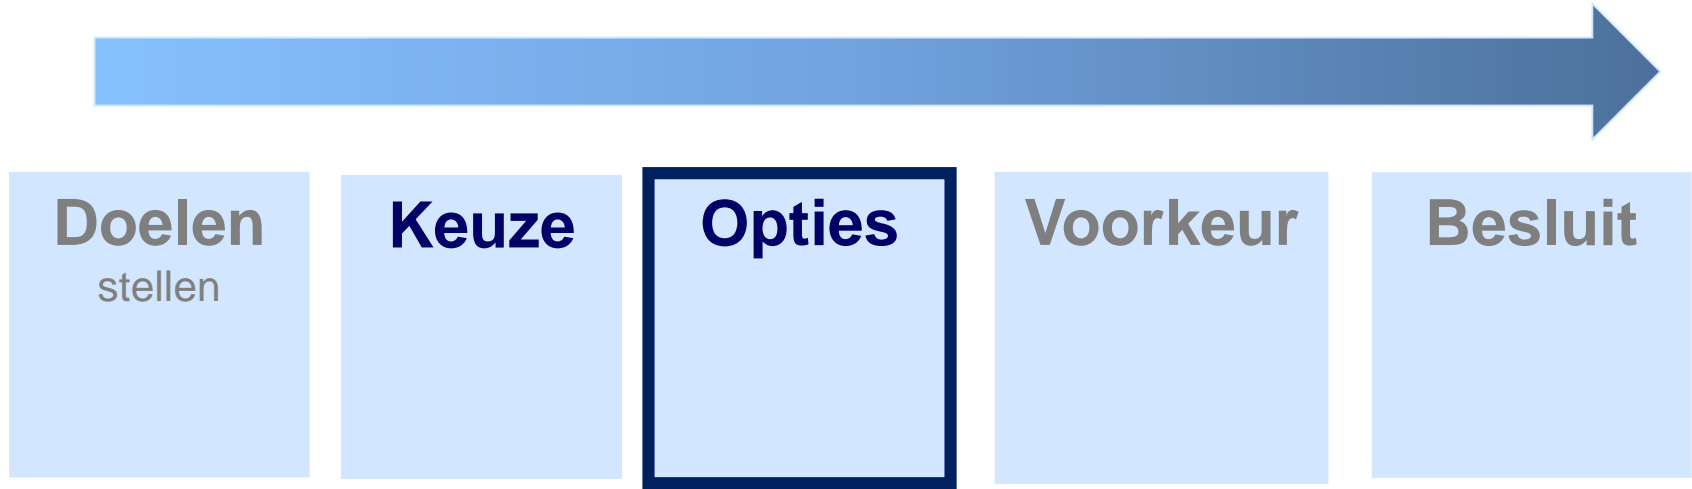 Doelen
stellen
Keuze
Opties
Voorkeur
Besluit